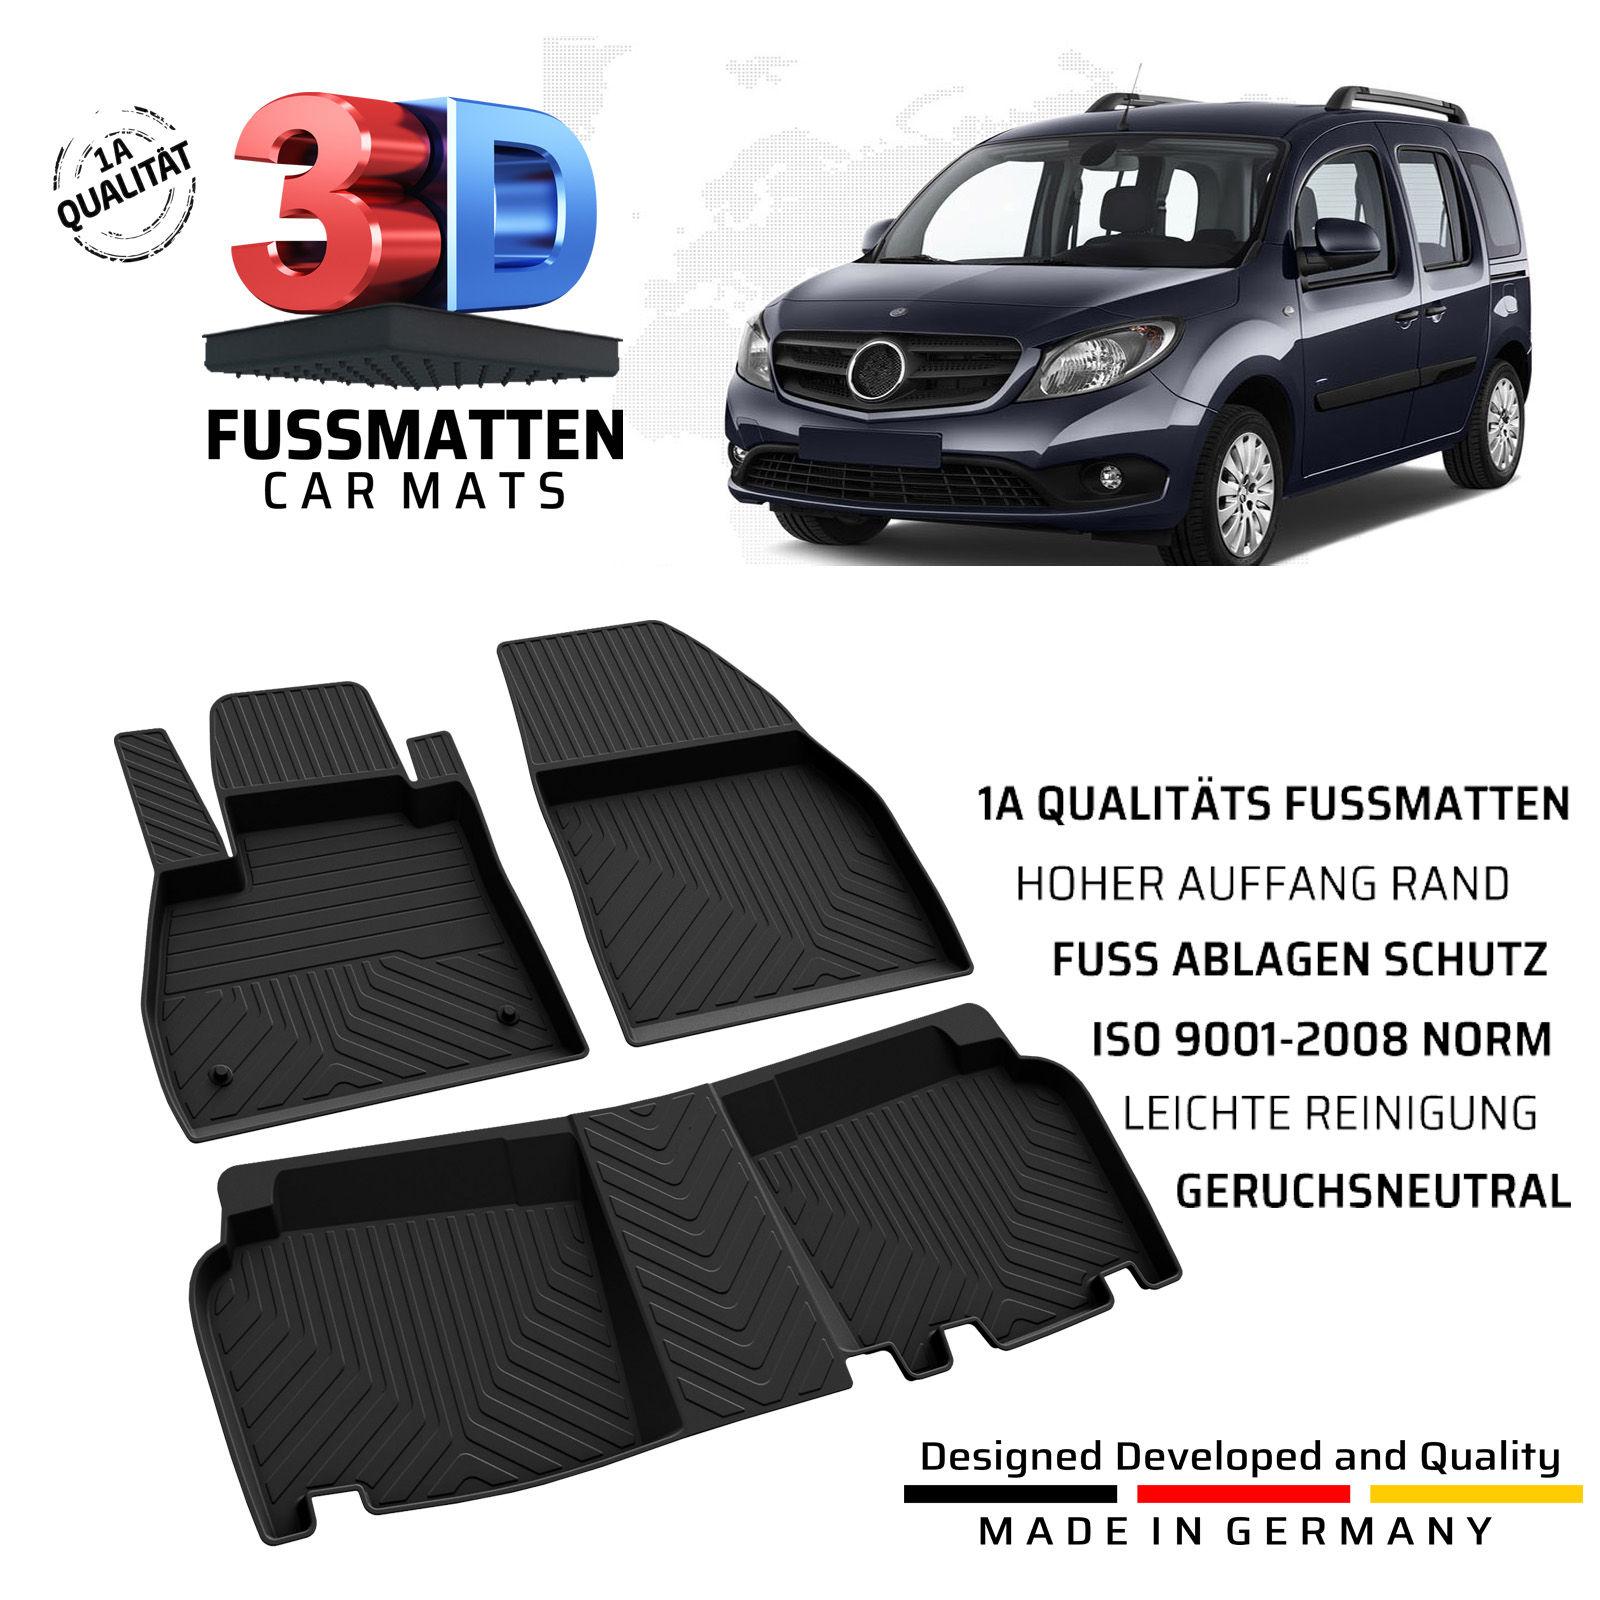 1A
QUALITÄT
3D
FUSSMATTEN
CAR MATS
1A QUALITÄTS FUSSMATTEN
HOHER AUFFANG RAND
FUSS ABLAGEN SCHUTZ
ISO 9001-2008 NORM
LEICHTE REINIGUNG
GERUCHSNEUTRAL
Designed Developed and Quality
MADE IN GERMANY